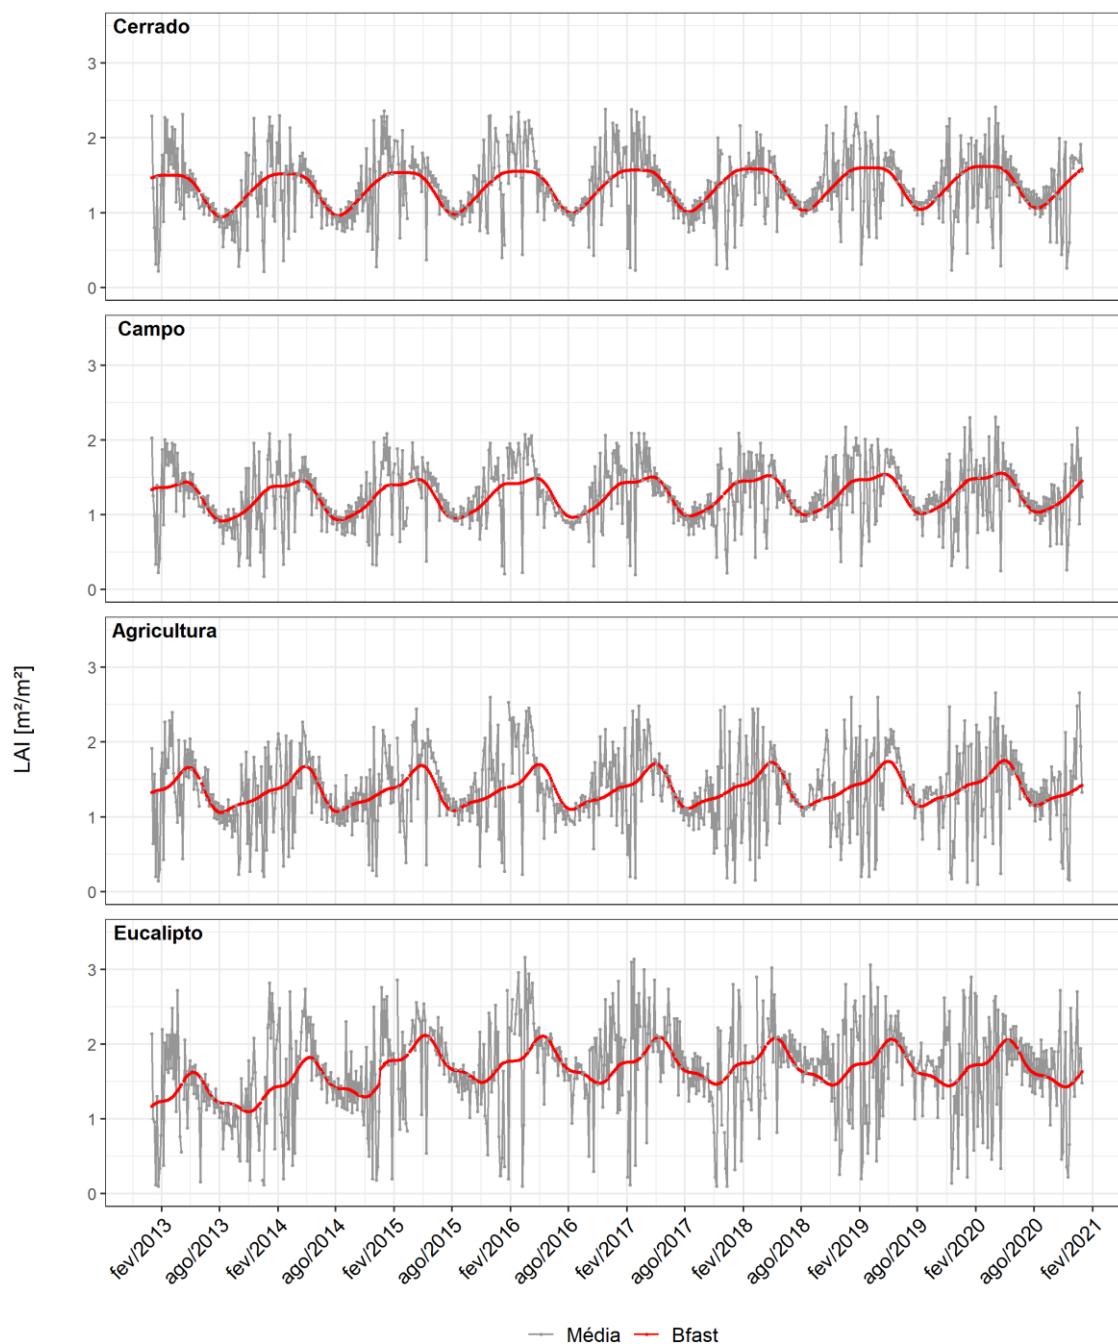 Cerrado
3
2
1
0
Campo
3
2
1
0
LAI [m²/m²]
Agricultura
3
2
1
0
Eucalipto
3
2
1
0
fev/2013
ago/2013
fev/2014
ago/2014
fev/2015
ago/2015
fev/2016
ago/2016
fev/2017
ago/2017
fev/2018
ago/2018
fev/2019
ago/2019
fev/2020
ago/2020
fev/2021
Média Bfast